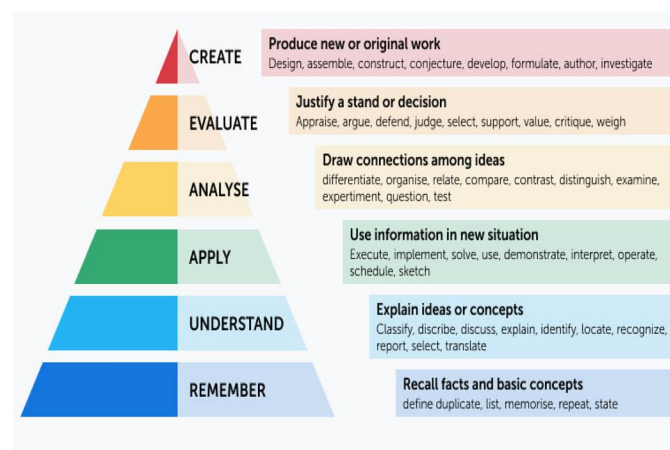 CREATE
Produce new or original work
Design, assemble, construct, conjecture, develop, formulate, author, investigate
EVALUATE
Justify a stand or decision
Appraise, argue, defend, judge, select, support, value, critique, weigh
ANALYSE
Draw connections among ideas
differentiate, organise, relate, compare, contrast, distinguish, examine,
expertiment, question, test
APPLY
Use information in new situation
Execute, implement, solve, use, demonstrate, interpret, operate,
schedule, sketch
UNDERSTAND
Explain ideas or concepts
Classify, discribe, discuss, explain, identify, locate, recognize,
report, select, translate
REMEMBER
Recall facts and basic concepts
define duplicate, list, memorise, repeat, state